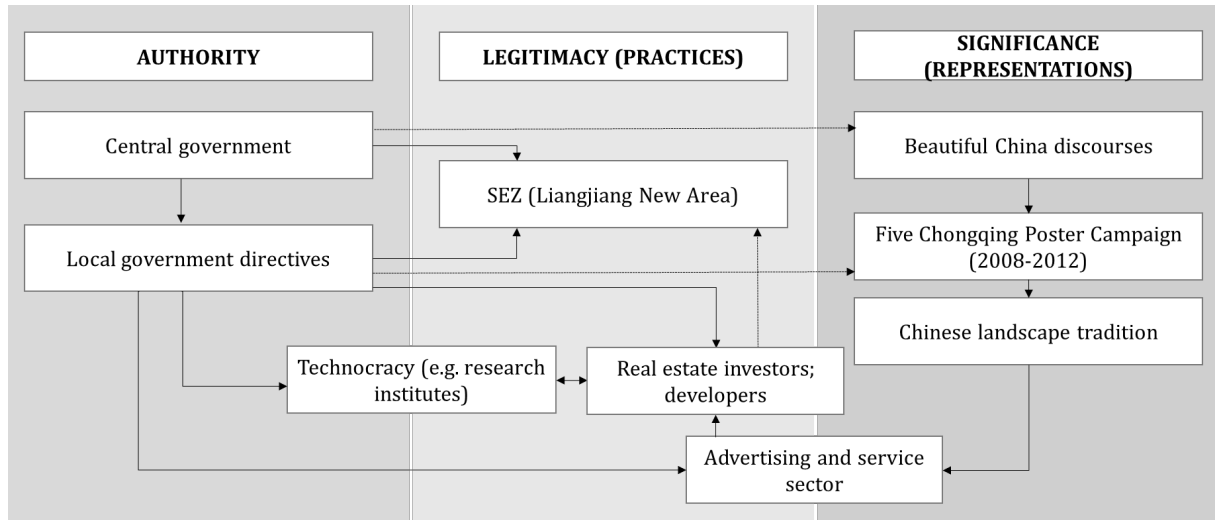 AUTHORITY
LEGITIMACY (PRACTICES)
SIGNIFICANCE
(REPRESENTATIONS)
Central government
Beautiful China discourses
SEZ (Liangjiang New Area)
Local government directives
Five Chongqing Poster Campaign
(2008-2012)
Chinese landscape tradition
Technocracy (e.g. research
institutes)
Real estate investors;
developers
Advertising and service
sector